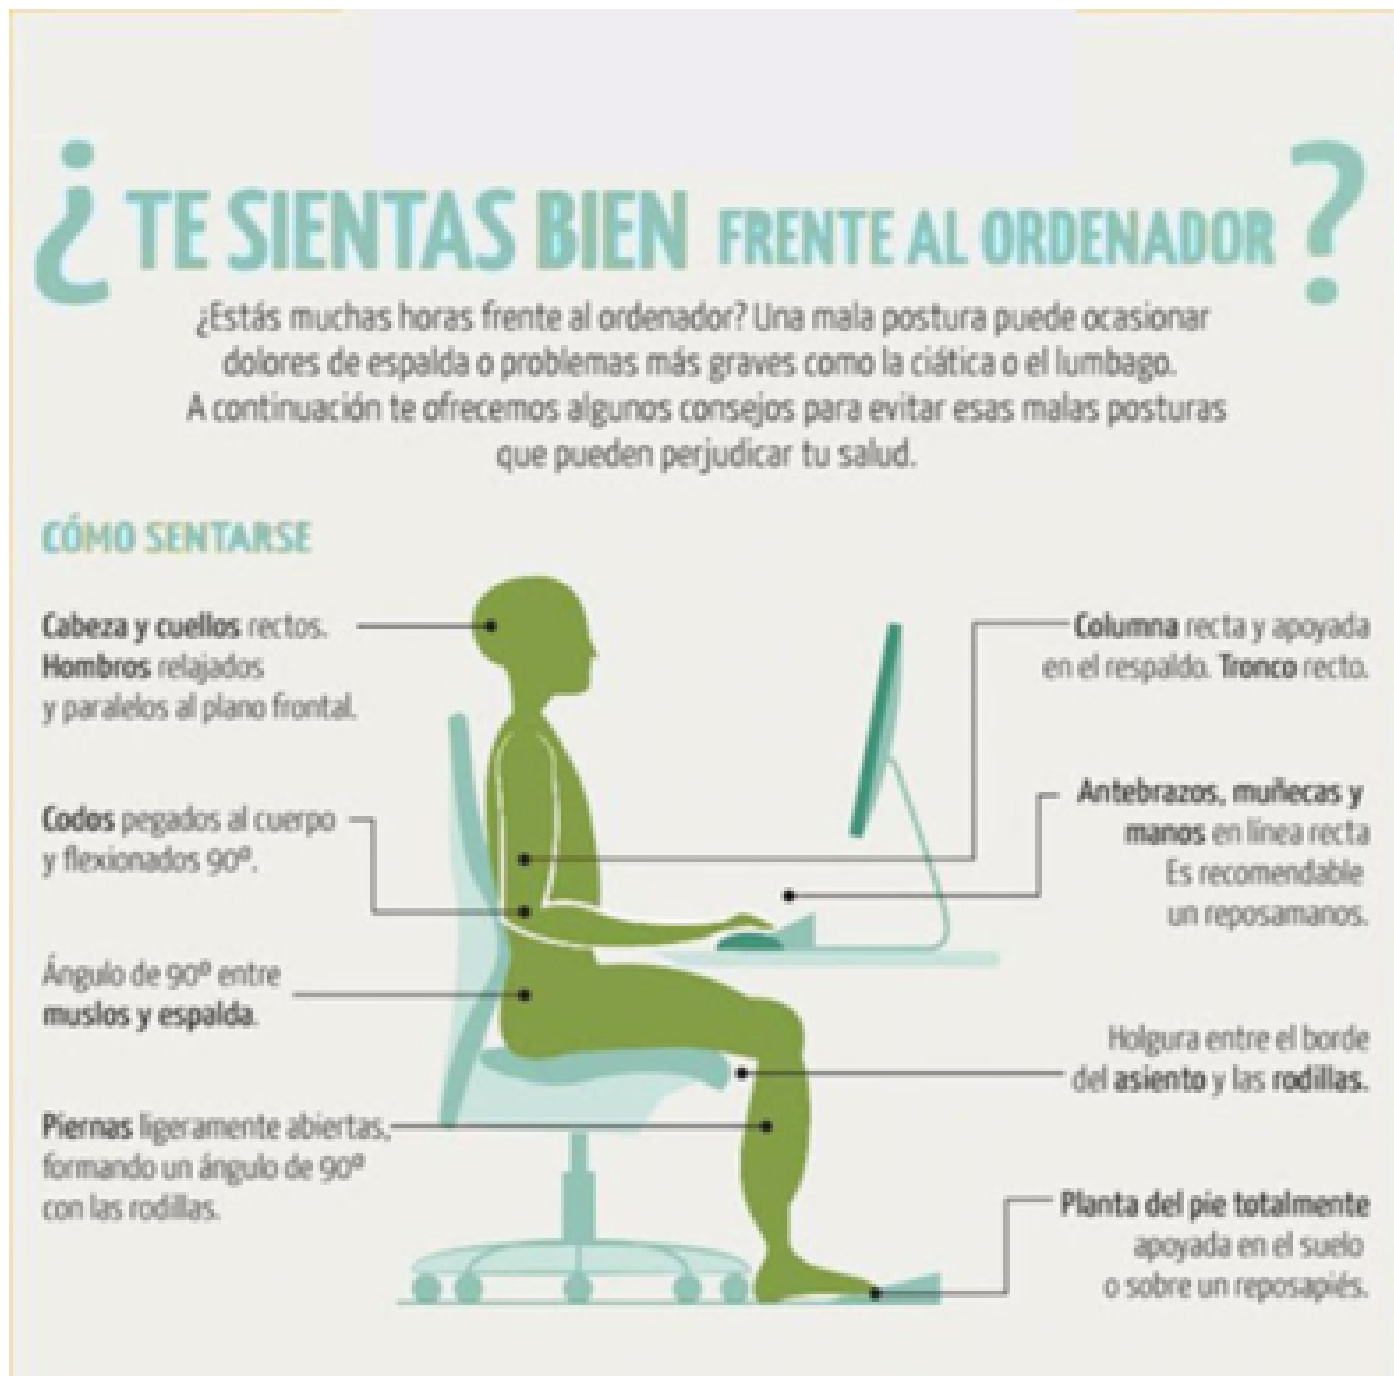 ¿TE SIENTAS BIEN FRENTE AL ORDENADOR?
¿Estás muchas horas frente al ordenador? Una mala postura puede ocasionar
dolores de espalda o problemas más graves como la ciática o el lumbago.
A continuación te ofrecemos algunos consejos para evitar esas malas posturas
que pueden perjudicar tu salud.
CÓMO SENTARSE
Cabeza y cuellos rectos.
Hombros relajados
y paralelos al plano frontal.
Codos pegados al cuerpo
y flexionados 90º.
Ángulo de 90º entre
muslos y espalda.
Piernas ligeramente abiertas,
formando un ángulo de 90º
con las rodillas.
Columna recta y apoyada
en el respaldo. Tronco recto.
Antebrazos, muñecas y
manos en línea recta
Es recomendable
un reposamanos.
Holgura entre el borde
del asiento y las rodillas.
Planta del pie totalmente
apoyada en el suelo
o sobre un reposapiés.